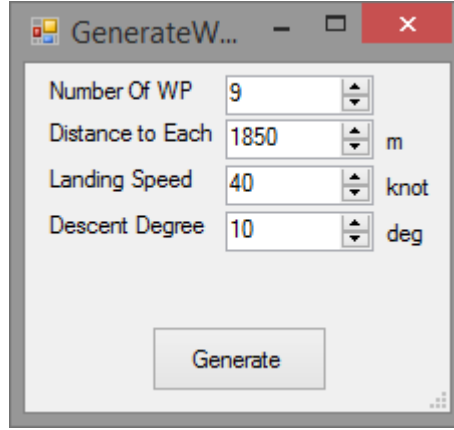 GenerateW...
Number Of WP 9
Distance to Each 1850 m
Landing Speed 40 knot
Descent Degree 10 deg
Generate